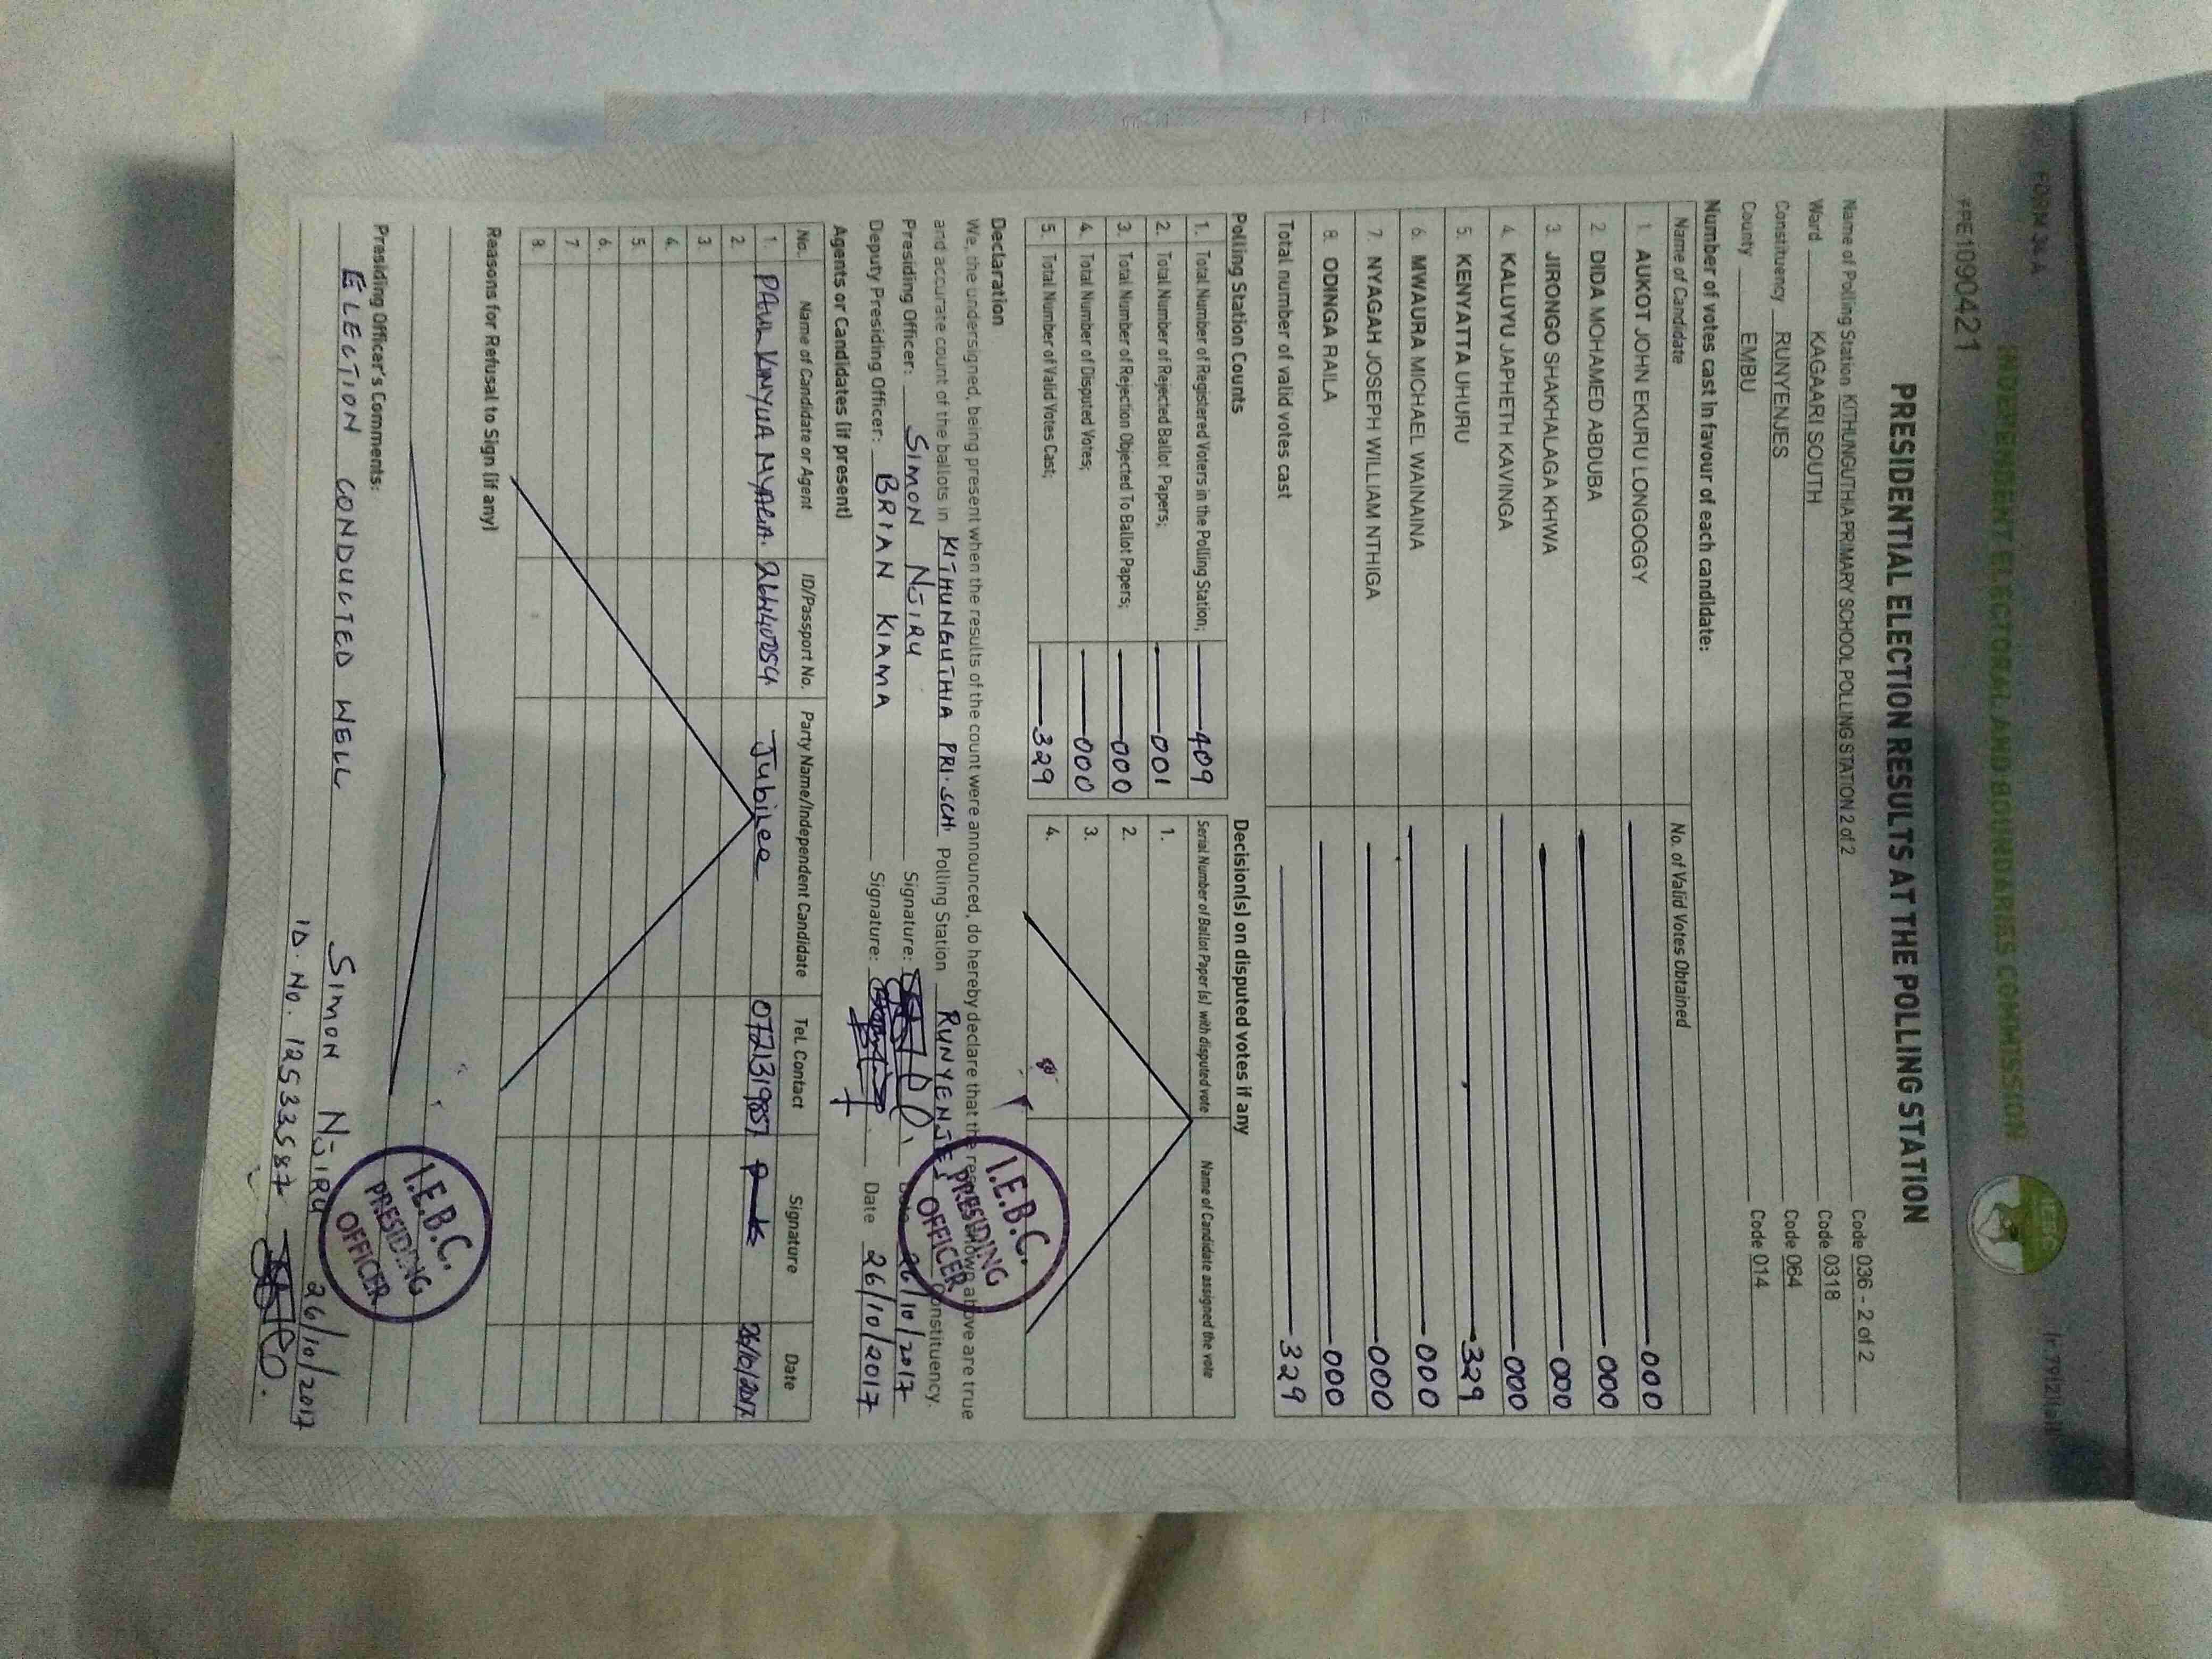 FORM 34 A
INDEPENDENT ELECTORAL AND BOUNDARIES COMMISSION
#PE1090421
PRESIDENTIAL ELECTION RESULTS AT THE POLLING STATION
Name of Polling Station KITHUNGUTHIA PRIMARY SCHOOL POLLING STATION 2 of 2 Code 036 - 2 of 2
Ward KAGAARI SOUTH Code 0318
Constituency RUNYENJES Code 064
County EMBU Code 014
Number of votes cast in favour of each candidate:
Name of Candidate No. of Valid Votes Obtained
1. AUKOT JOHN EKURU LONGOGGY 000
2. DIDA MOHAMED ABDUBA 000
3. JIRONGO SHAKHALAGA KHWA 000
4. KALUYU JAPHETH KAVINGA 000
5. KENYATTA UHURU 329
6. MWAURA MICHAEL WAINAINA 000
7. NYAGAH JOSEPH WILLIAM NTHIGA 000
8. ODINGA RAILA 000
Total number of valid votes cast 329
Polling Station Counts
1. Total Number of Registered Voters in the Polling Station; 409
2. Total Number of Rejected Ballot Papers; 001
3. Total Number of Rejection Objected To Ballot Papers; 000
4. Total Number of Disputed Votes; 000
5. Total Number of Valid Votes Cast; 329
Decision(s) on disputed votes if any
Serial Number of Ballot Paper(s) with disputed vote Name of Candidate assigned the vote
1.
2.
3.
4.
Declaration
We, the undersigned, being present when the results of the count were announced, do hereby declare that the results shown above are true
and accurate count of the ballots in KITHUNGUTHIA PRI. SCH. Polling Station RUNYENJES Constituency.
Presiding Officer: SIMON NJIRU Signature: Date 26/10/2017
Deputy Presiding Officer: BRIAN KIAMA Signature: Date 26/10/2017
I.E.B.C.
PRESIDING
OFFICER
Agents or Candidates (if present)
No. Name of Candidate or Agent ID/Passport No. Party Name/Independent Candidate Tel. Contact Signature Date
1. PAUL KINYUA Jubilee 26/10/2017
2.
3
4.
5.
6.
7
8.
Reasons for Refusal to Sign (if any)
Presiding Officer's Comments:
ELECTION CONDUCTED WELL SIMON NJIRU 26/10/2017
ID. No. 12533587
I.E.B.C.
PRESIDING
OFFICER